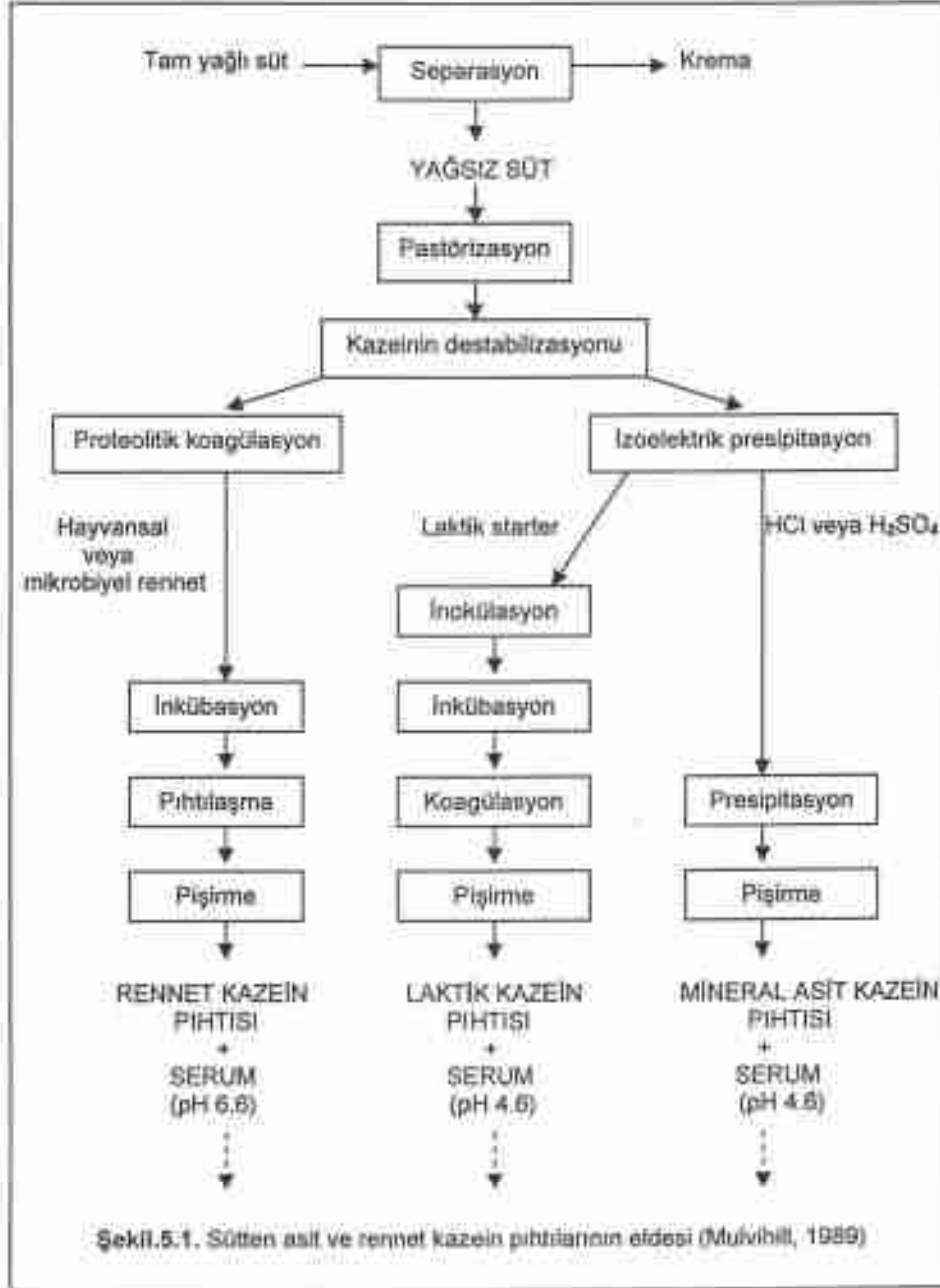 Tam yağlı süt
Separasyon
Krema
YAĞSIZ SÜT
Pastörizasyon
Kazeinin destabilizasyonu
Proteolitik koagülasyon
İzoelektrik presipitasyon
Hayvansal
veya
mikrobiyel rennet
Laktik starter
HCl veya H₂SO₄
İnokülasyon
İnkübasyon
İnkübasyon
Pıhtılaşma
Koagülasyon
Presipitasyon
Pişirme
Pişirme
Pişirme
RENNET KAZEİN
PIHTISI
+
SERUM
(pH 6.6)
LAKTİK KAZEİN
PIHTISI
+
SERUM
(pH 4.6)
MİNERAL ASİT KAZEİN
PIHTISI
+
SERUM
(pH 4.6)
Şekil.5.1. Sütten asit ve rennet kazein pıhtılarının eldesi (Mulvihill, 1989)